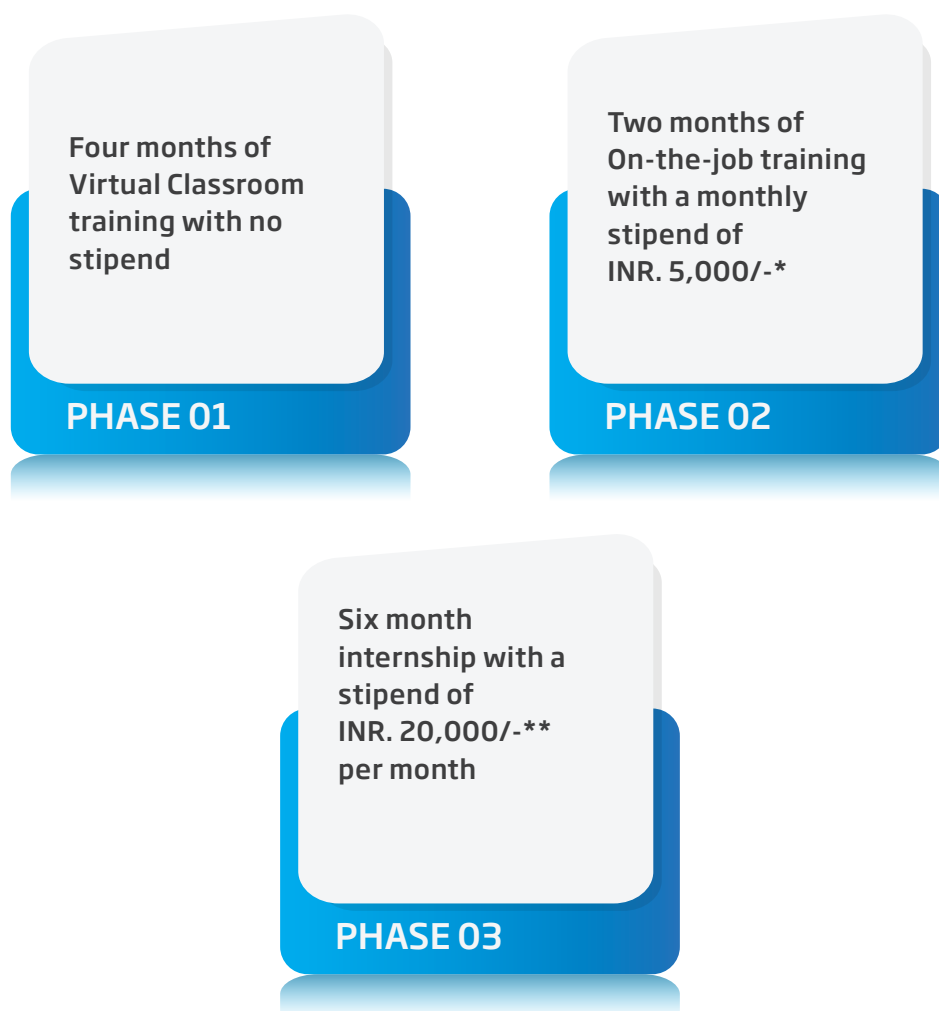 Four months of
Virtual Classroom
training with no
stipend
PHASE 01
Two months of
On-the-job training
with a monthly
stipend of
INR. 5,000/-*
PHASE 02
Six month
internship with a
stipend of
INR. 20,000/-**
per month
PHASE 03